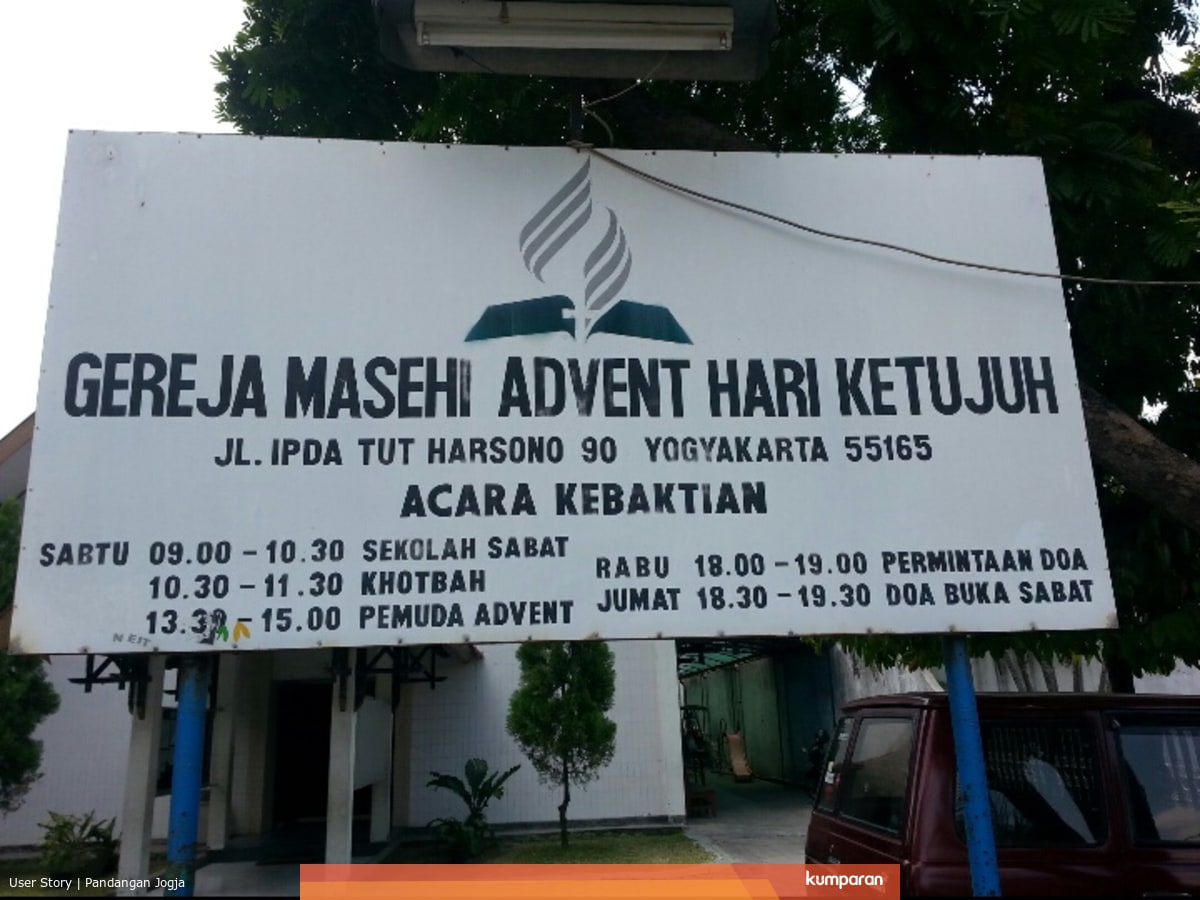 GEREJA MASEHI ADVENT HARI KETUJUH
JL. IPDA TUT HARSONO 90 YOGYAKARTA 55165
ACARA KEBAKTIAN
SABTU 09.00 - 10.30 SEKOLAH SABAT
10.30 - 11.30 KHOTBAH
13.30 - 15.00 PEMUDA ADVENT
RABU 18.00 - 19.00 PERMINTAAN DOA
JUMAT 18.30 - 19.30 DOA BUKA SABAT
User Story | Pandangan Jogja
kumparan